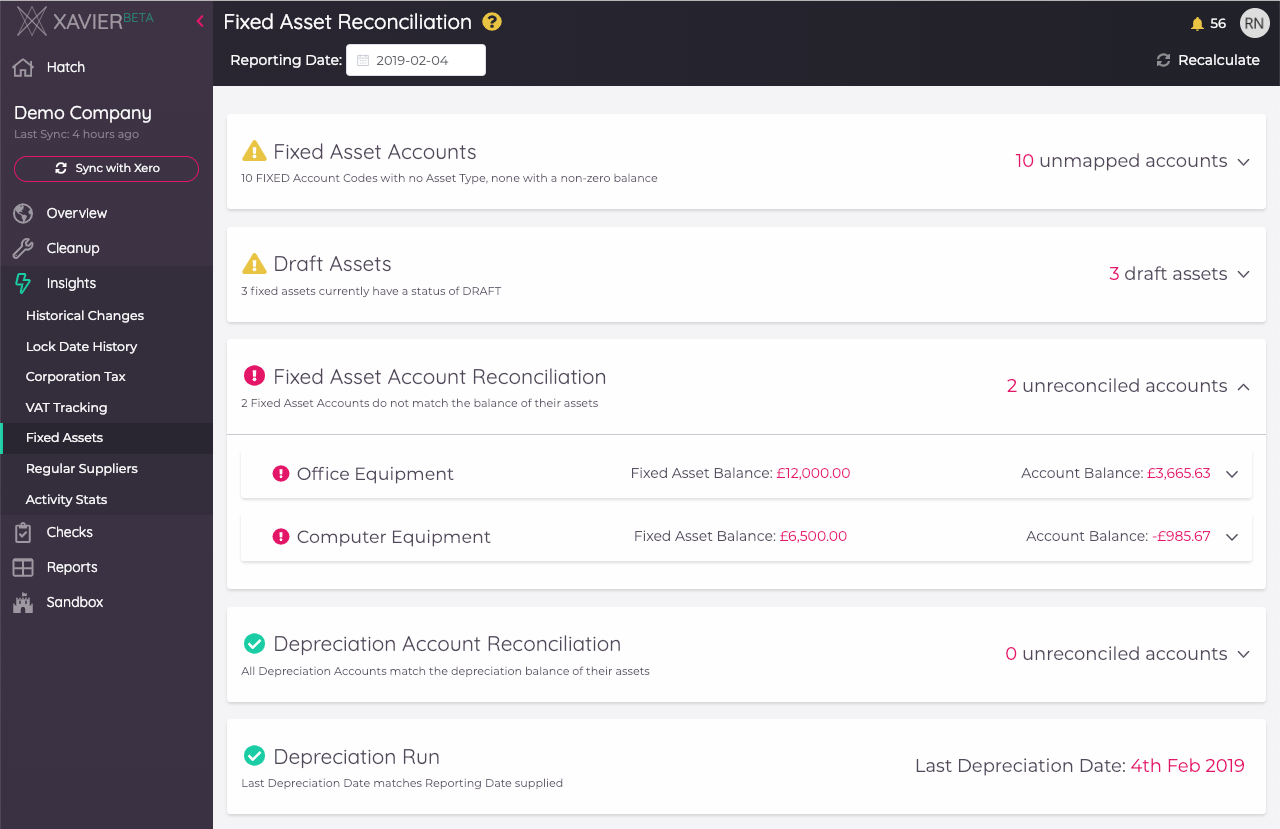 XAVIER BETA
Hatch
Demo Company
Last Sync: 4 hours ago
Sync with Xero
Overview
Cleanup
Insights
Historical Changes
Lock Date History
Corporation Tax
VAT Tracking
Fixed Assets
Regular Suppliers
Activity Stats
Checks
Reports
Sandbox
Fixed Asset Reconciliation ?
56 RN
Reporting Date: 2019-02-04
Recalculate
Fixed Asset Accounts
10 FIXED Account Codes with no Asset Type, none with a non-zero balance
10 unmapped accounts
Draft Assets
3 fixed assets currently have a status of DRAFT
3 draft assets
Fixed Asset Account Reconciliation
2 Fixed Asset Accounts do not match the balance of their assets
2 unreconciled accounts
Office Equipment Fixed Asset Balance: £12,000.00 Account Balance: £3,665.63
Computer Equipment Fixed Asset Balance: £6,500.00 Account Balance: -£985.67
Depreciation Account Reconciliation
All Depreciation Accounts match the depreciation balance of their assets
0 unreconciled accounts
Depreciation Run
Last Depreciation Date matches Reporting Date supplied
Last Depreciation Date: 4th Feb 2019